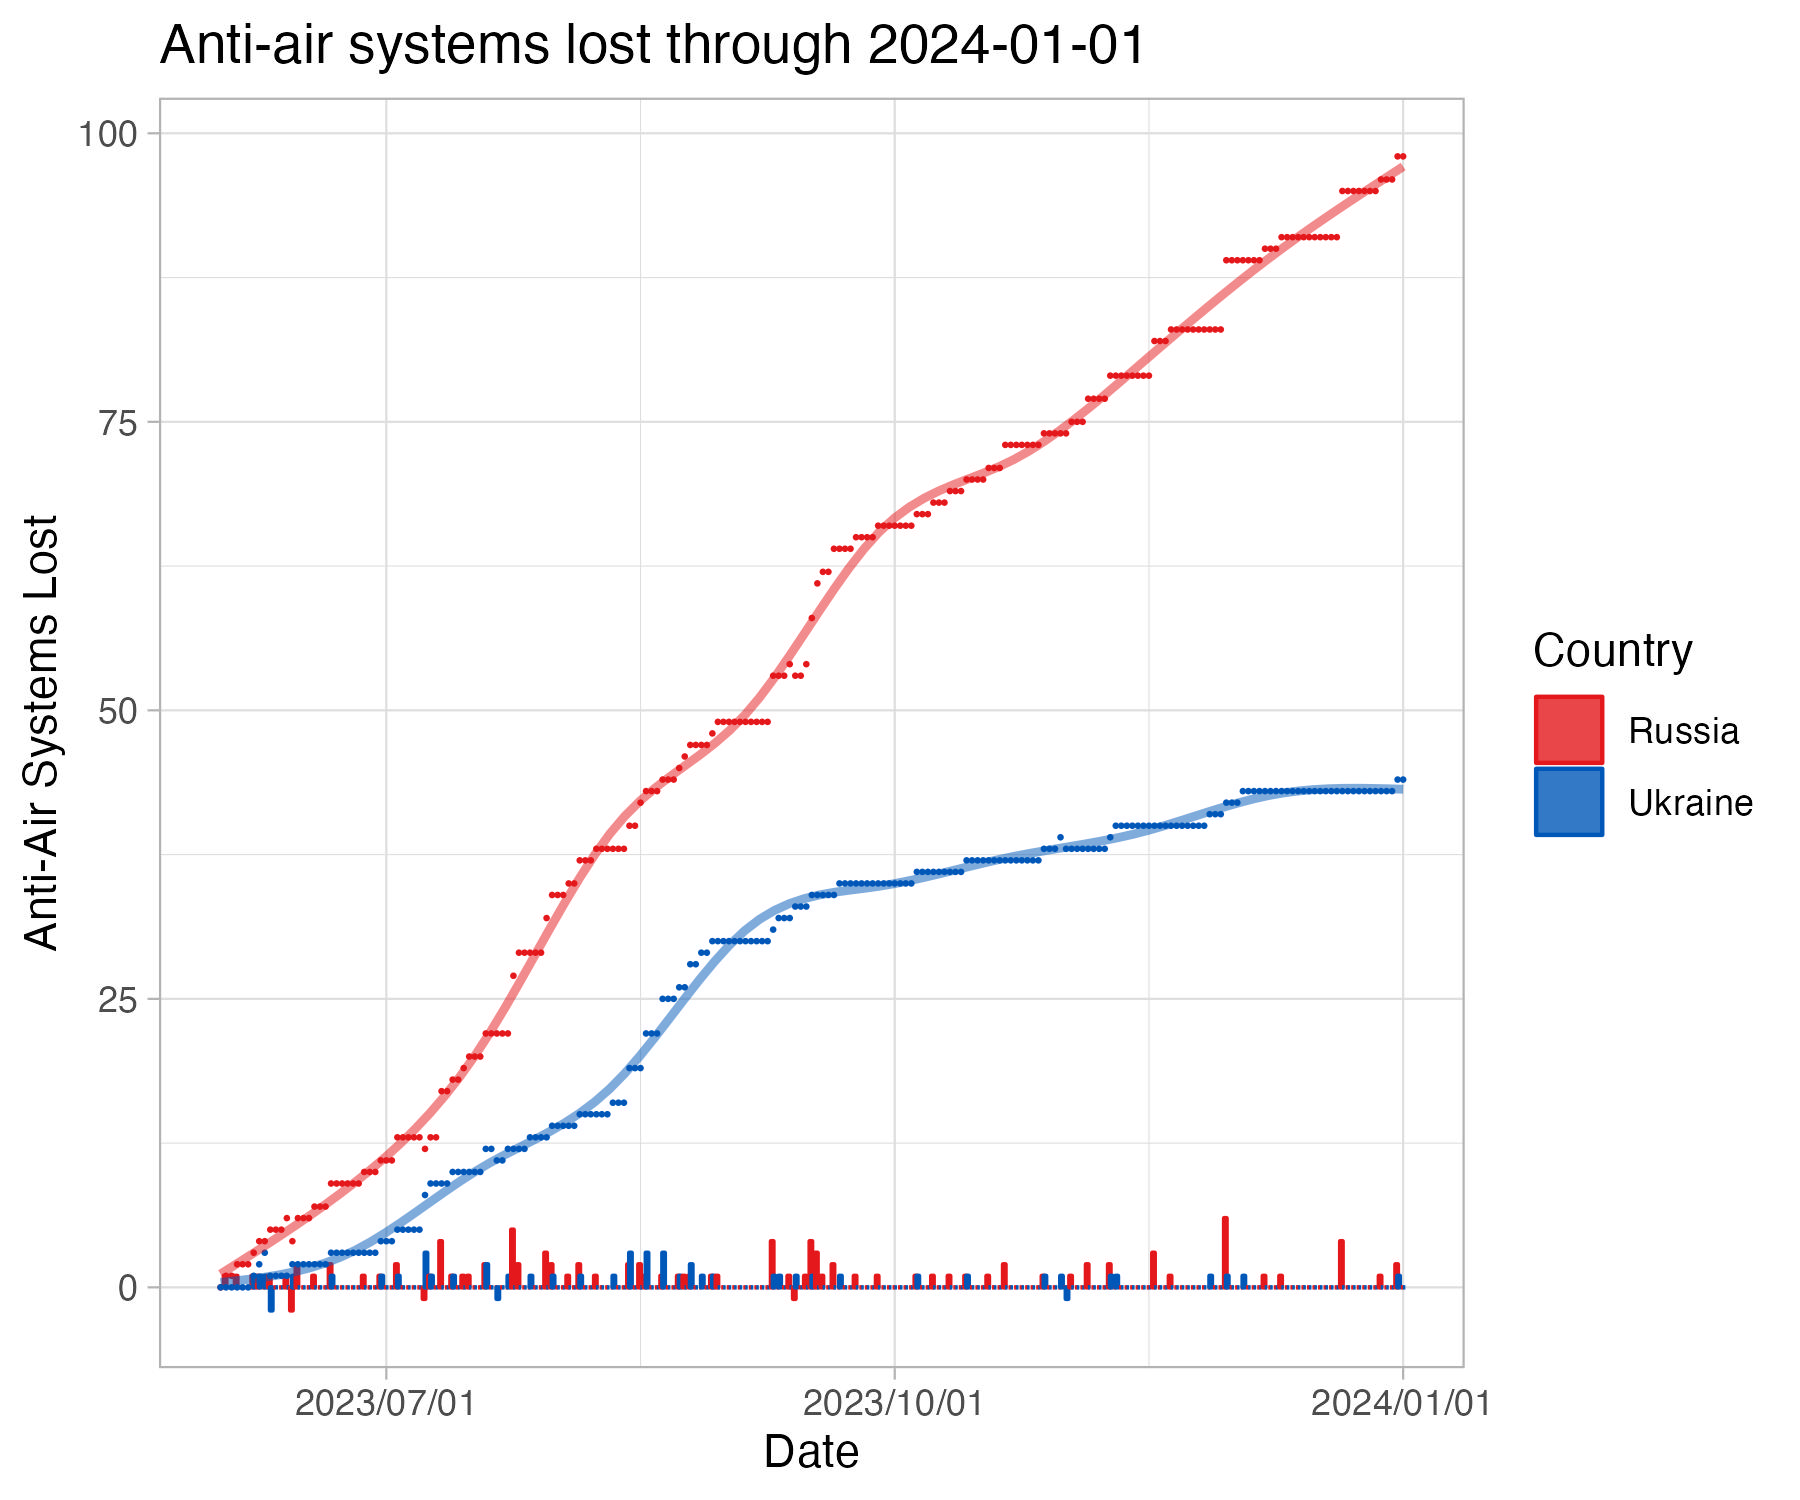 Anti-air systems lost through 2024-01-01
100
75
50
25
0
Anti-Air Systems Lost
2023/07/01
2023/10/01
2024/01/01
Date
Country
Russia
Ukraine